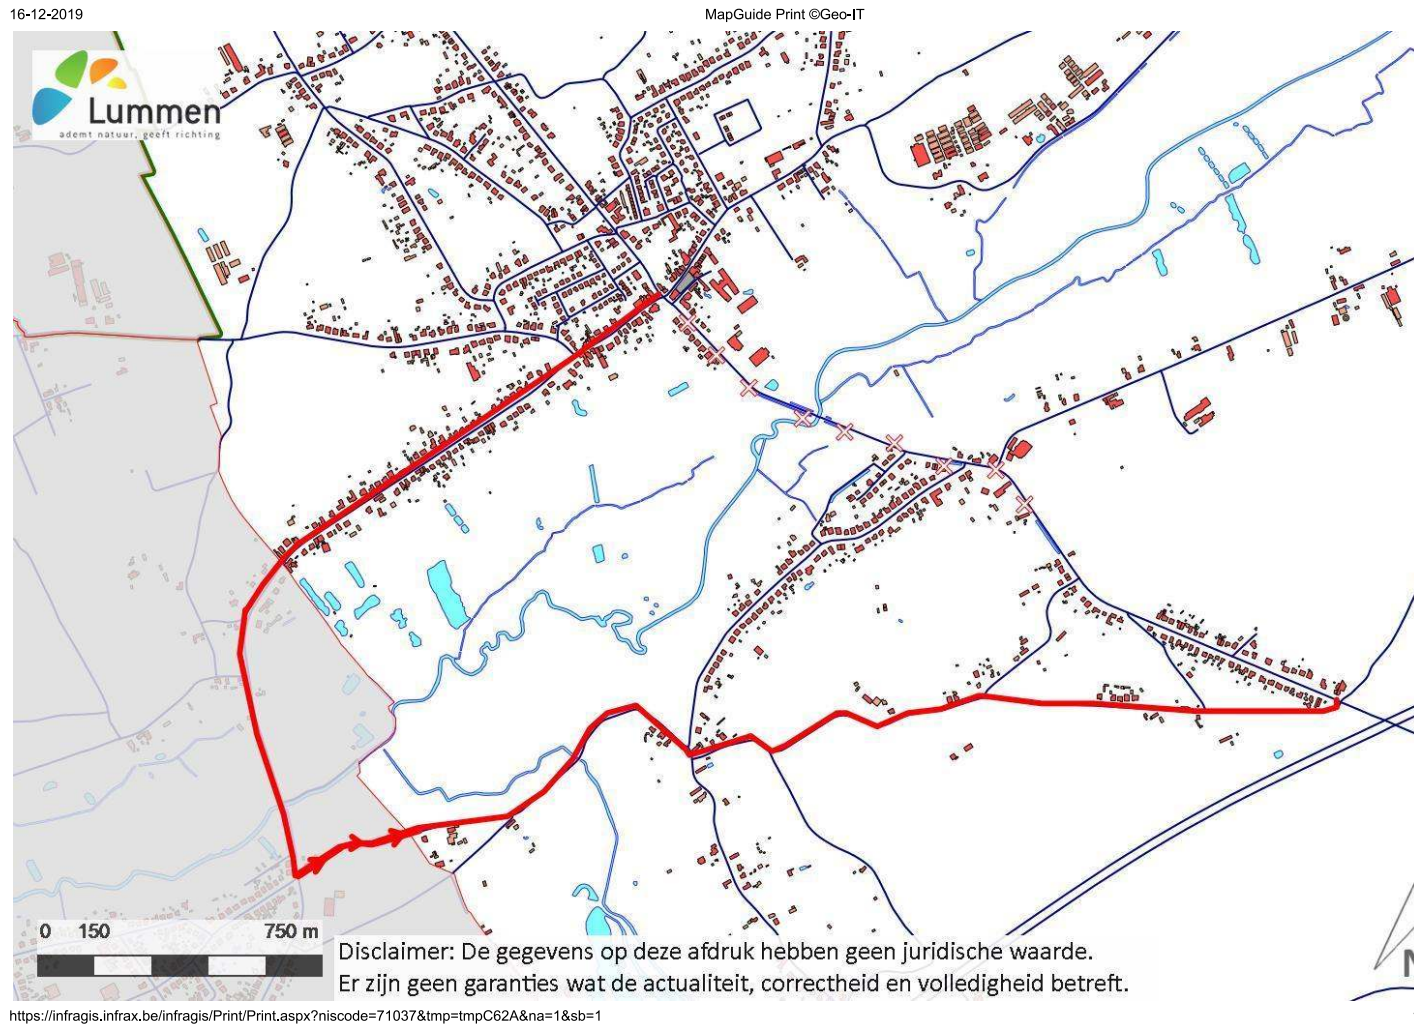 16-12-2019
MapGuide Print ©Geo-IT
Lummen
ademt natuur, geeft richting
0 150 750 m
Disclaimer: De gegevens op deze afdruk hebben geen juridische waarde.
Er zijn geen garanties wat de actualiteit, correctheid en volledigheid betreft.
N
https://infragis.infrax.be/infragis/Print/Print.aspx?niscode=71037&tmp=tmpC62A&na=1&sb=1